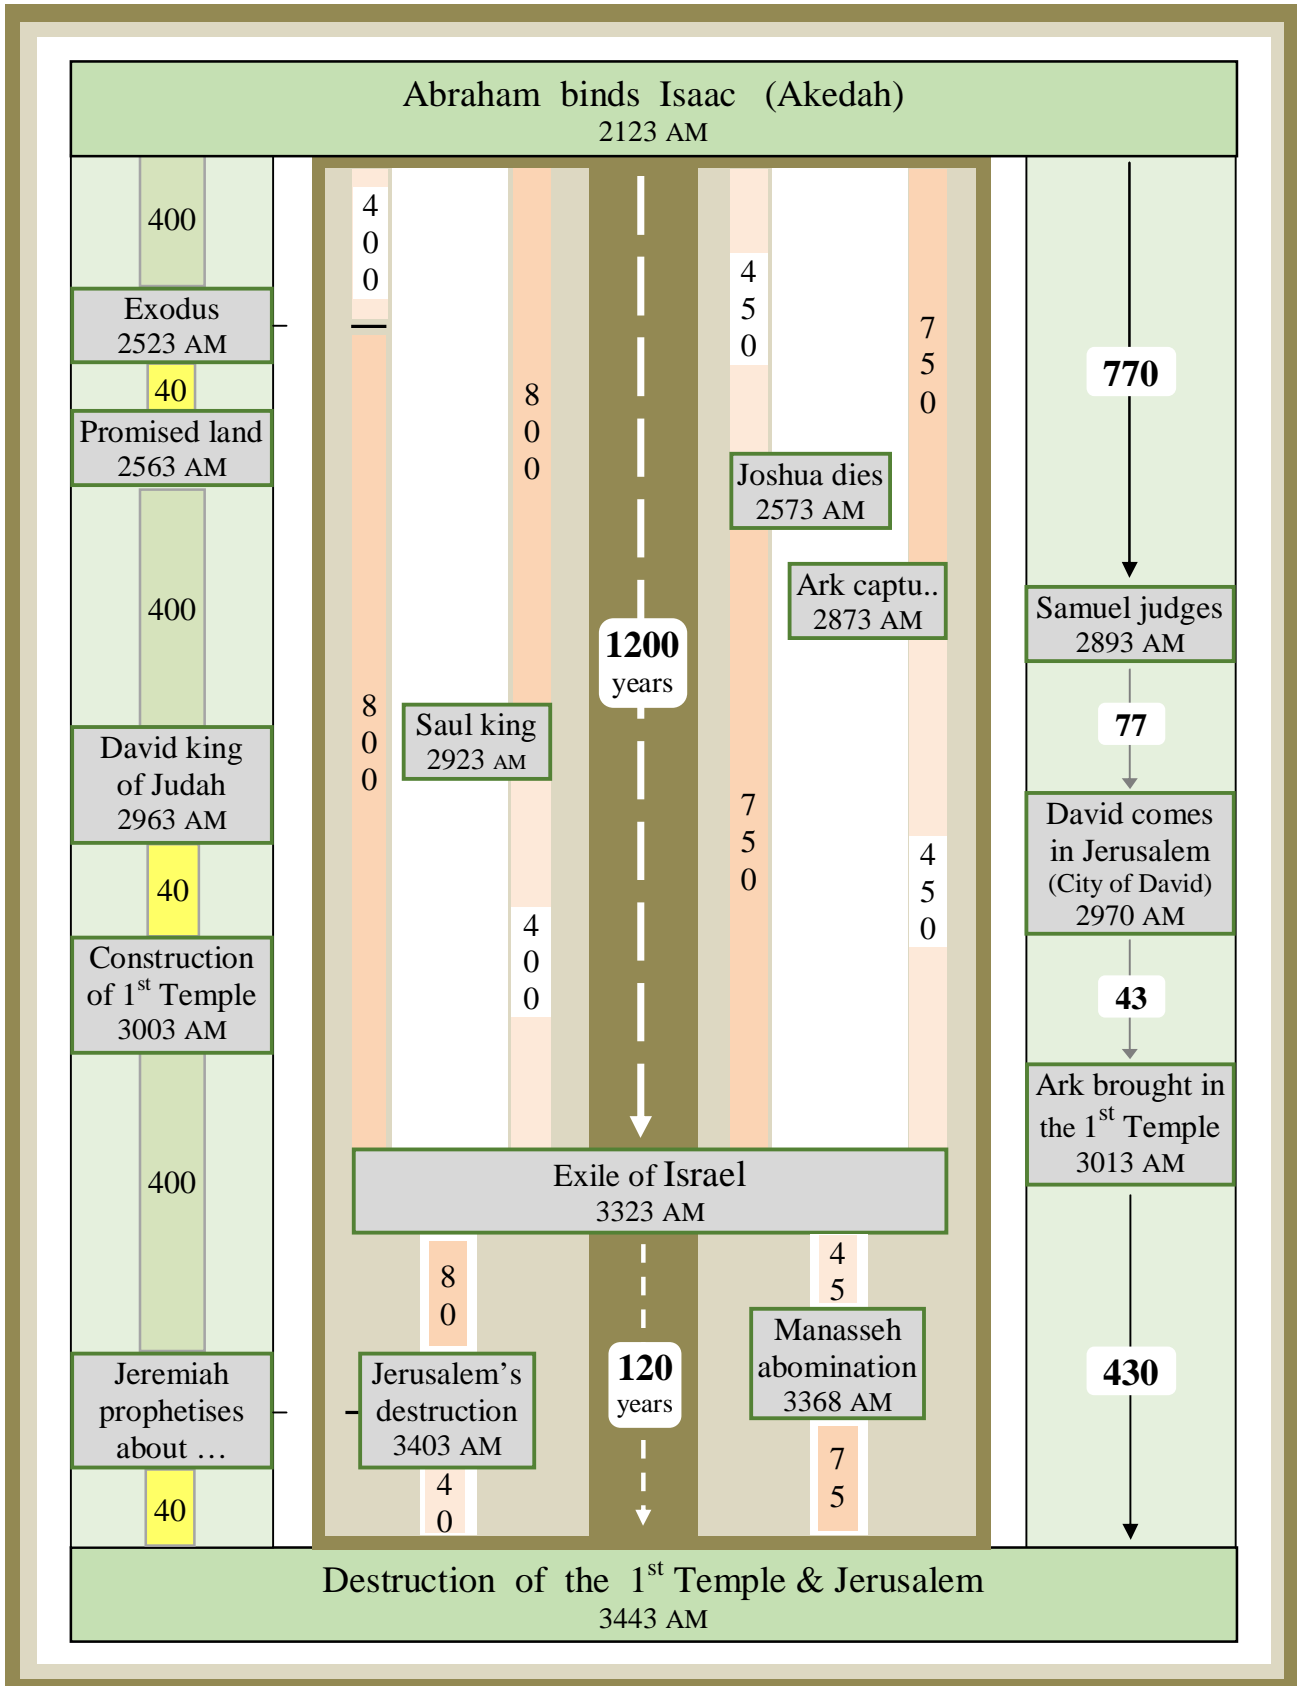 Abraham binds Isaac (Akedah)
2123 AM
400
Exodus
2523 AM
40
Promised land
2563 AM
400
David king
of Judah
2963 AM
40
Construction
of 1st Temple
3003 AM
400
Jeremiah
prophetises
about …
40
4
0
0
8
0
0
8
0
0
Saul king
2923 AM
4
0
0
1200
years
4
5
0
Joshua dies
2573 AM
7
5
0
7
5
0
Ark captu..
2873 AM
4
5
0
Exile of Israel
3323 AM
8
0
Jerusalem’s
destruction
3403 AM
4
0
120
years
4
5
Manasseh
abomination
3368 AM
7
5
770
Samuel judges
2893 AM
77
David comes
in Jerusalem
(City of David)
2970 AM
43
Ark brought in
the 1st Temple
3013 AM
430
Destruction of the 1st Temple & Jerusalem
3443 AM